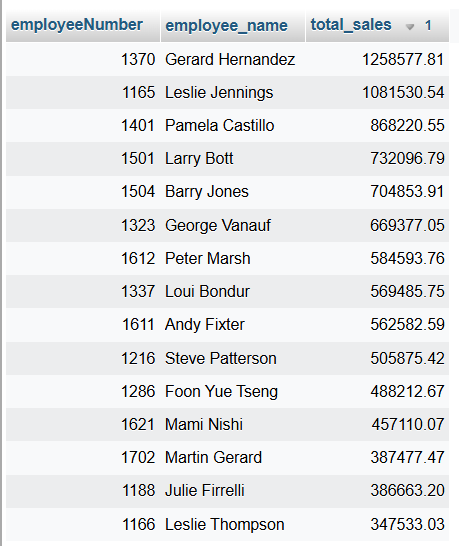 employeeNumber employee_name total_sales 1
1370 Gerard Hernandez 1258577.81
1165 Leslie Jennings 1081530.54
1401 Pamela Castillo 868220.55
1501 Larry Bott 732096.79
1504 Barry Jones 704853.91
1323 George Vanauf 669377.05
1612 Peter Marsh 584593.76
1337 Loui Bondur 569485.75
1611 Andy Fixter 562582.59
1216 Steve Patterson 505875.42
1286 Foon Yue Tseng 488212.67
1621 Mami Nishi 457110.07
1702 Martin Gerard 387477.47
1188 Julie Firrelli 386663.20
1166 Leslie Thompson 347533.03